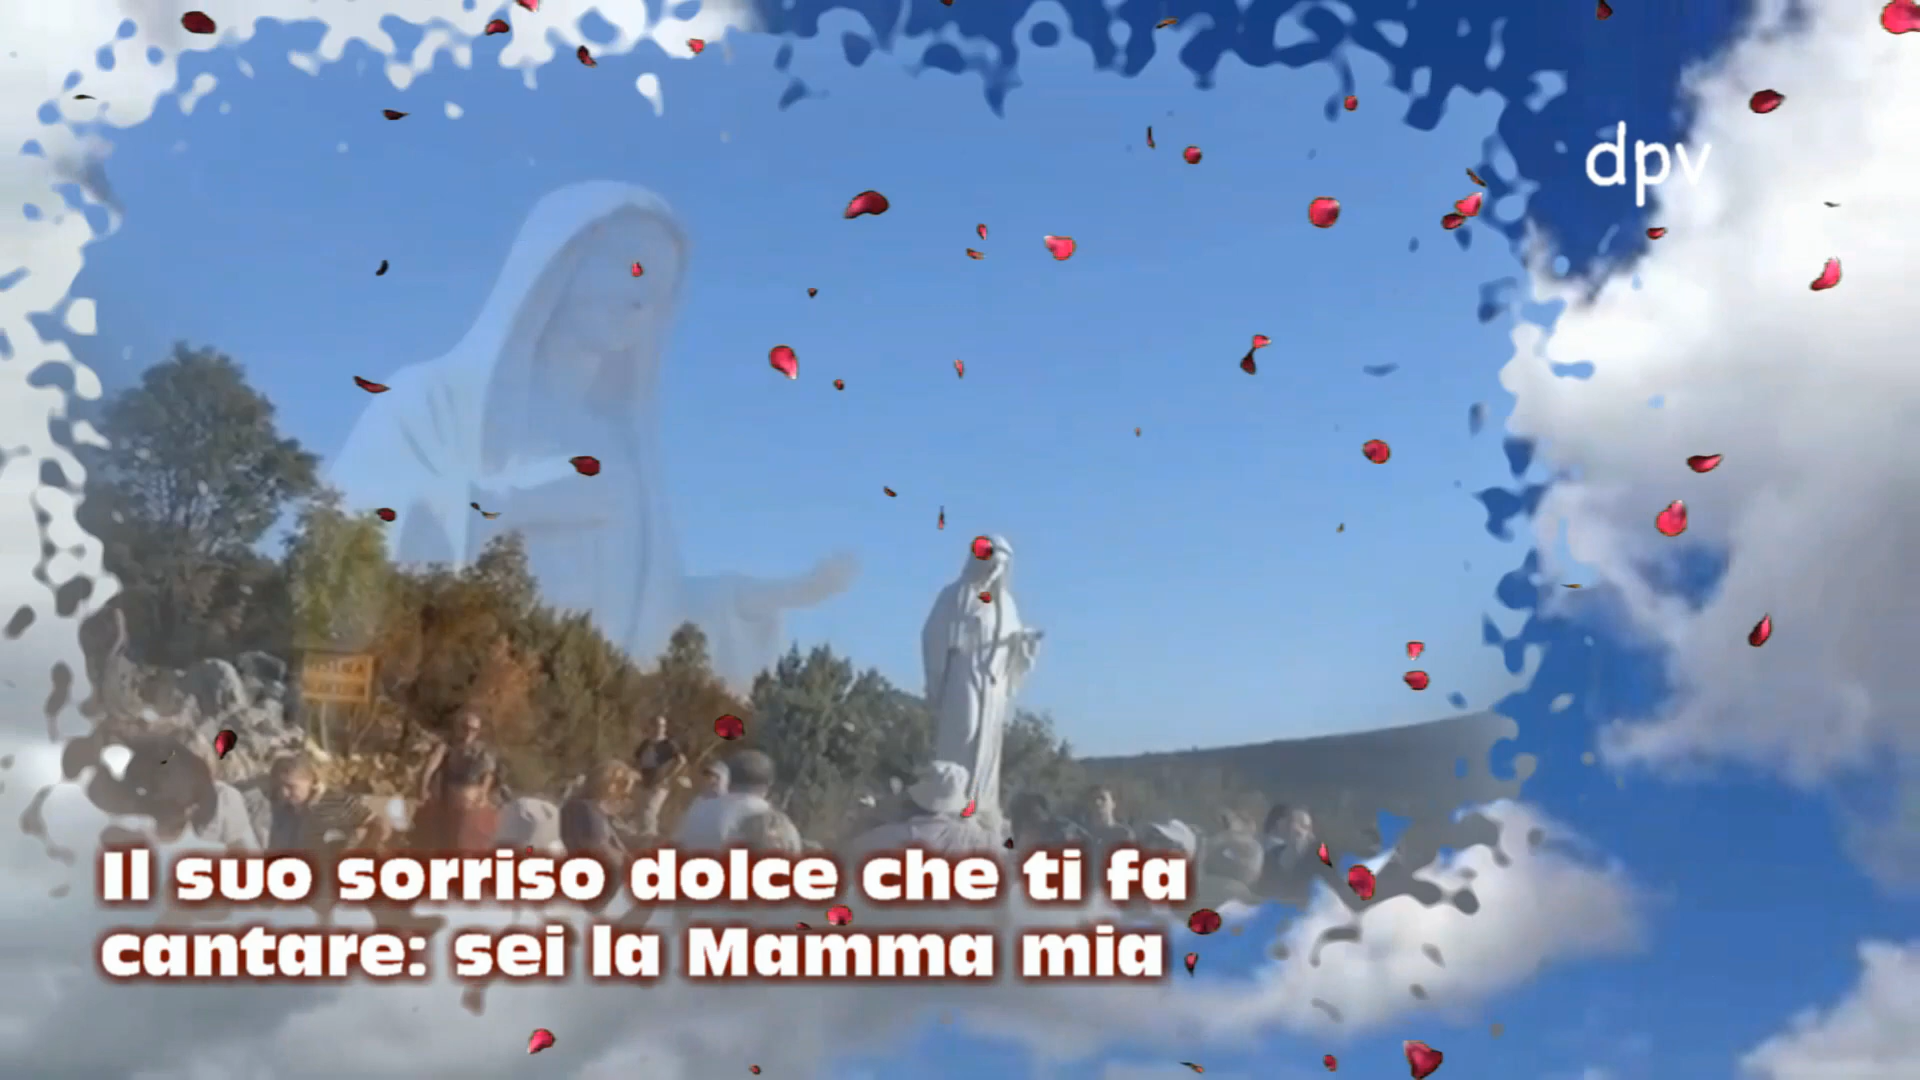 dpv
Il suo sorriso dolce che ti fa
cantare: sei la Mamma mia